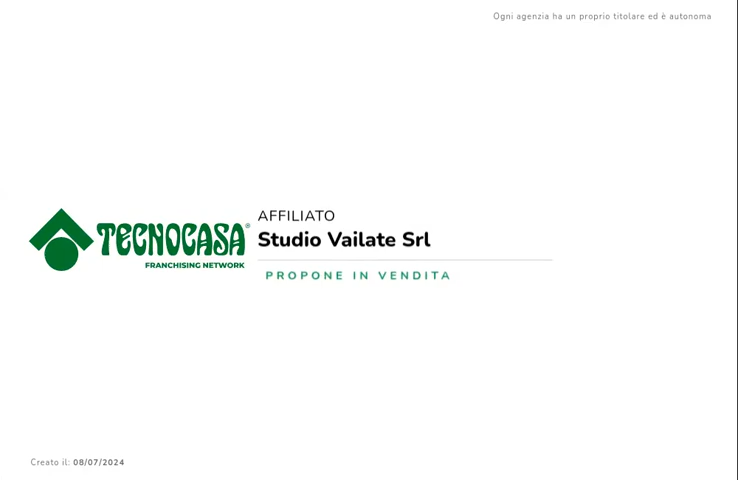 Ogni agenzia ha un proprio titolare ed è autonoma
AFFILIATO
TECNOCASA®
Studio Vailate Srl
FRANCHISING NETWORK
PROPONE IN VENDITA
Creato il: 08/07/2024